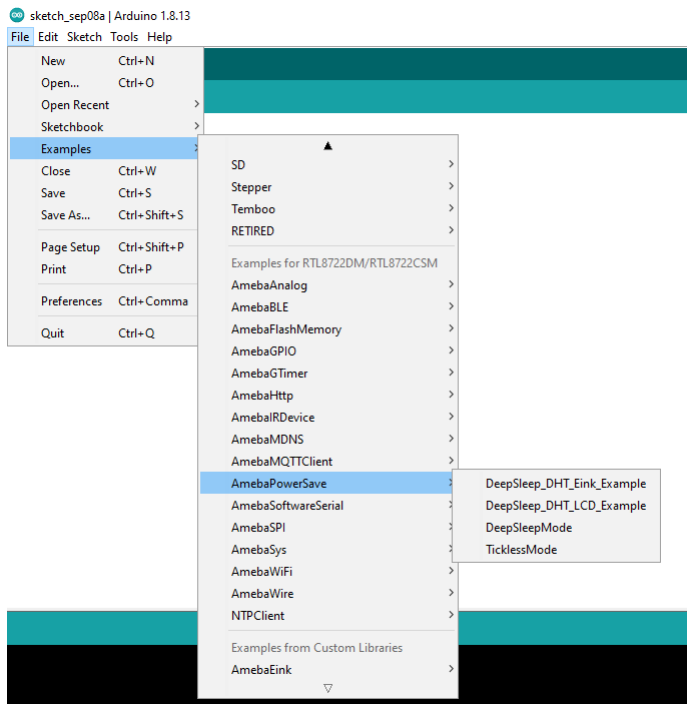 sketch_sep08a | Arduino 1.8.13
File Edit Sketch Tools Help
New Ctrl+N
Open... Ctrl+O
Open Recent
Sketchbook
Examples
Close Ctrl+W
Save Ctrl+S
Save As... Ctrl+Shift+S
Page Setup Ctrl+Shift+P
Print Ctrl+P
Preferences Ctrl+Comma
Quit Ctrl+Q
SD
Stepper
Temboo
RETIRED
Examples for RTL8722DM/RTL8722CSM
AmebaAnalog
AmebaBLE
AmebaFlashMemory
AmebaGPIO
AmebaGTimer
AmebaHttp
AmebaIRDevice
AmebaMDNS
AmebaMQTTClient
AmebaPowerSave
AmebaSoftwareSerial
AmebaSPI
AmebaSys
AmebaWiFi
AmebaWire
NTPClient
Examples from Custom Libraries
AmebaEink
DeepSleep_DHT_Eink_Example
DeepSleep_DHT_LCD_Example
DeepSleepMode
TicklessMode